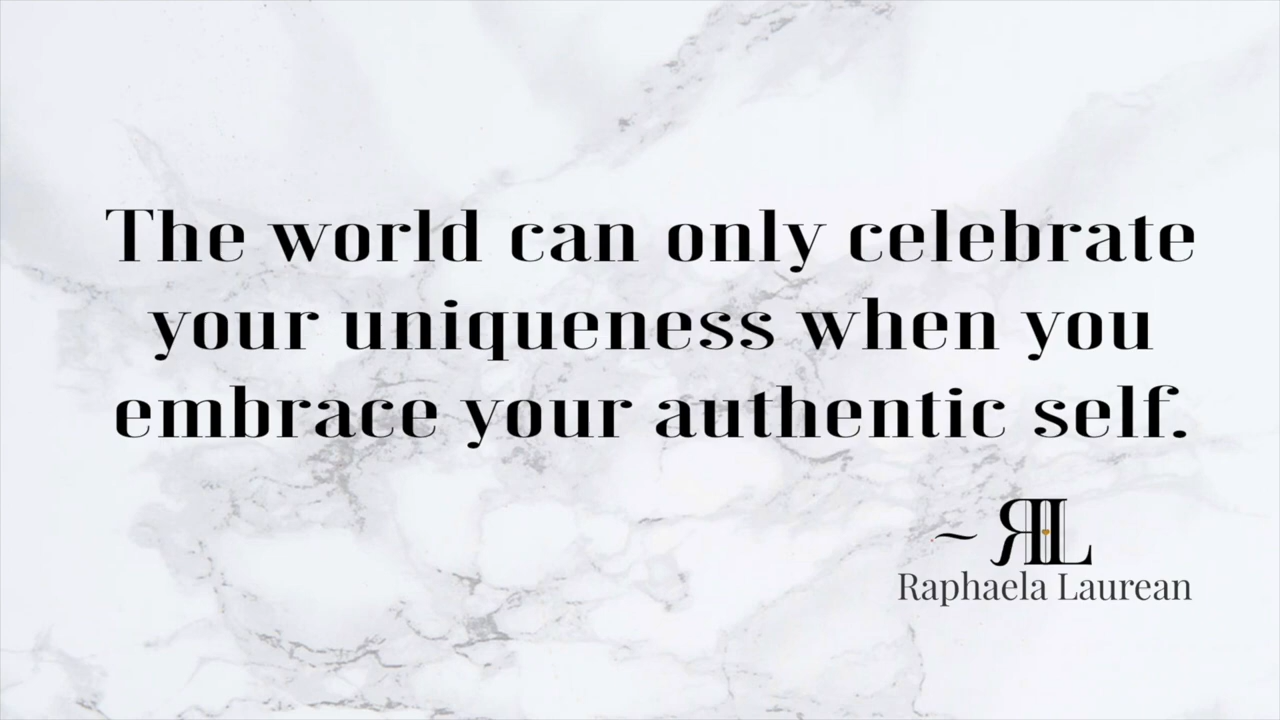 The world can only celebrate
your uniqueness when you
embrace your authentic self.
~ RL
Raphaela Laurean